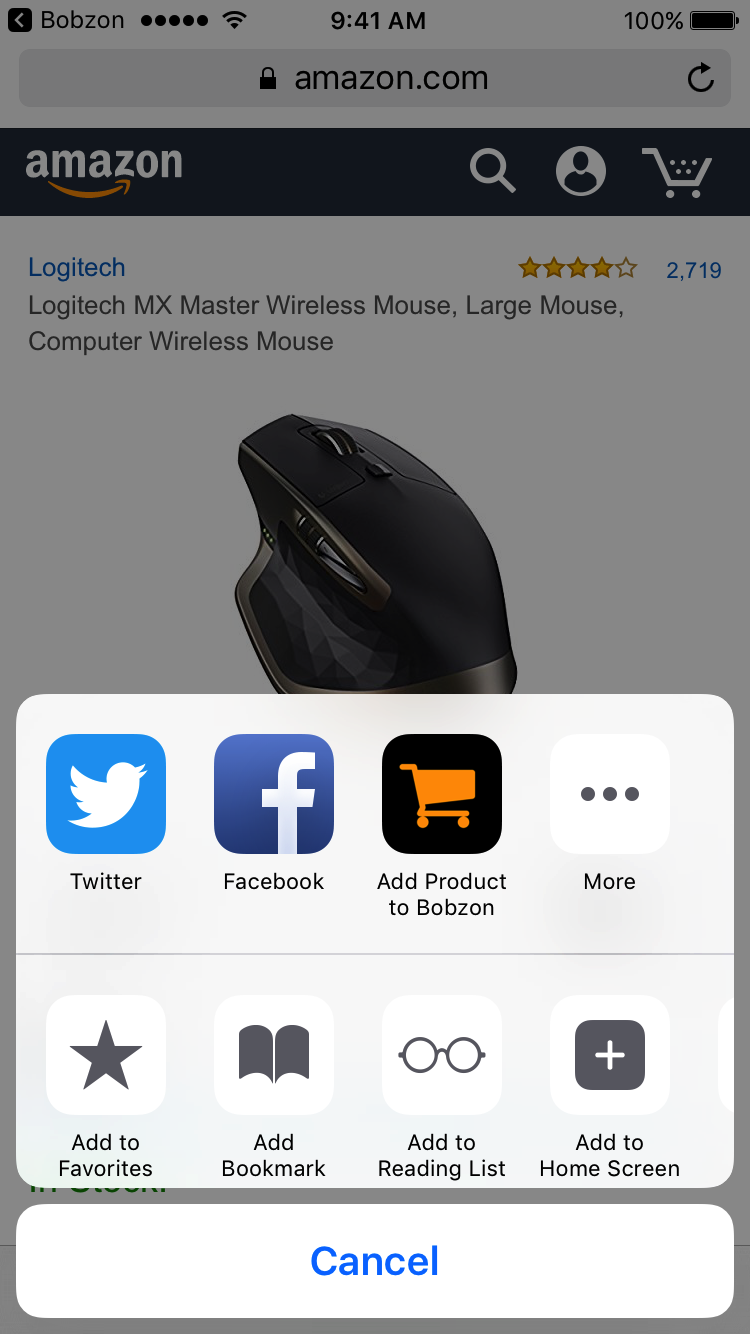 Bobzon
9:41 AM
100%
amazon.com
amazon
Logitech
2,719
Logitech MX Master Wireless Mouse, Large Mouse,
Computer Wireless Mouse
Twitter
Facebook
Add Product
to Bobzon
More
Add to
Favorites
Add
Bookmark
Add to
Reading List
Add to
Home Screen
In Stock.
Cancel